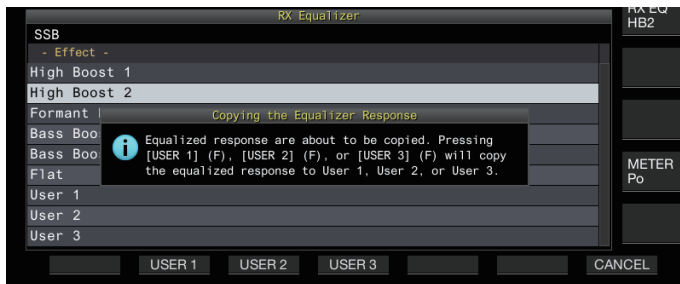 RX Equalizer
RX EQ
HB2
SSB
- Effect -
High Boost 1
High Boost 2
Formant
Copying the Equalizer Response
Bass Boo
Equalized response are about to be copied. Pressing
Bass Boo
[USER 1] (F), [USER 2] (F), or [USER 3] (F) will copy
the equalized response to User 1, User 2, or User 3.
Flat
METER
Po
User 1
User 2
User 3
USER 1 USER 2 USER 3 CANCEL